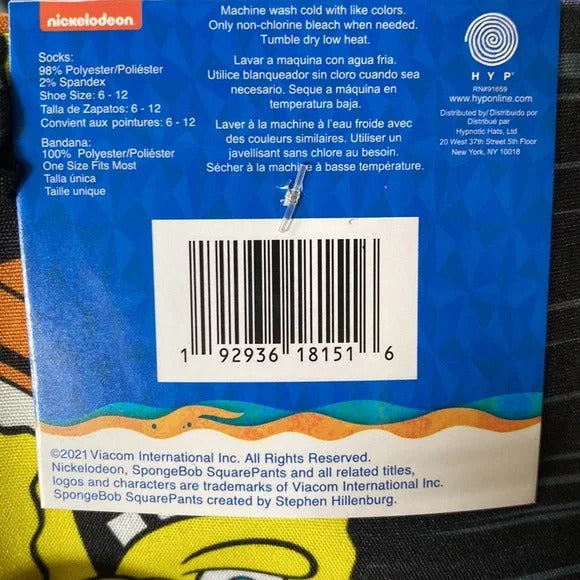 nickelodeon
Socks:
98% Polyester/Poliéster
2% Spandex
Shoe Size: 6 - 12
Talla de Zapatos: 6 - 12
Convient aux pointures: 6 - 12
Bandana:
100% Polyester/Poliéster
One Size Fits Most
Talla única
Taille unique
Machine wash cold with like colors.
Only non-chlorine bleach when needed.
Tumble dry low heat.
Lavar a maquina con agua fria.
Utilice blanqueador sin cloro cuando sea
necesario. Seque a máquina en
temperatura baja.
Laver à la machine à l'eau froide avec
des couleurs similaires. Utiliser un
javellisant sans chlore au besoin.
Sécher à la machine à basse température.
HYP
RN#91659
www.hyponline.com
Distributed by/Distribuido por
Distribué par
Hypnotic Hats, Ltd
20 West 37th Street 5th Floor
New York, NY 10018
1 92936 18151 6
©2021 Viacom International Inc. All Rights Reserved.
Nickelodeon, SpongeBob SquarePants and all related titles,
logos and characters are trademarks of Viacom International Inc.
SpongeBob SquarePants created by Stephen Hillenburg.